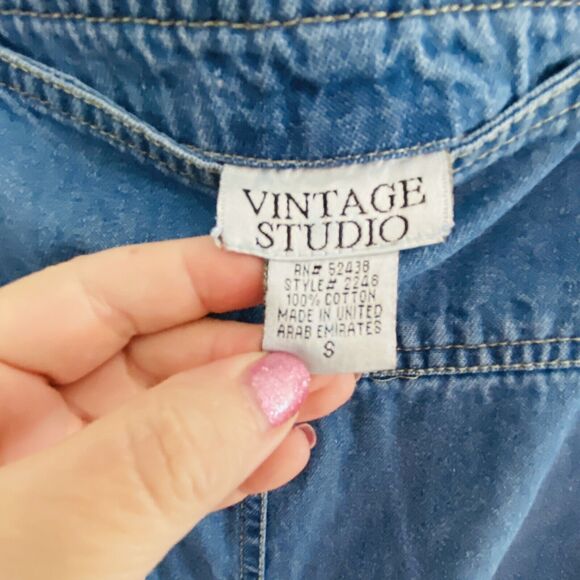 VINTAGE
STUDIO
RN# 52438
STYLE# 2246
100% COTTON
MADE IN UNITED
ARAB EMIRATES
S